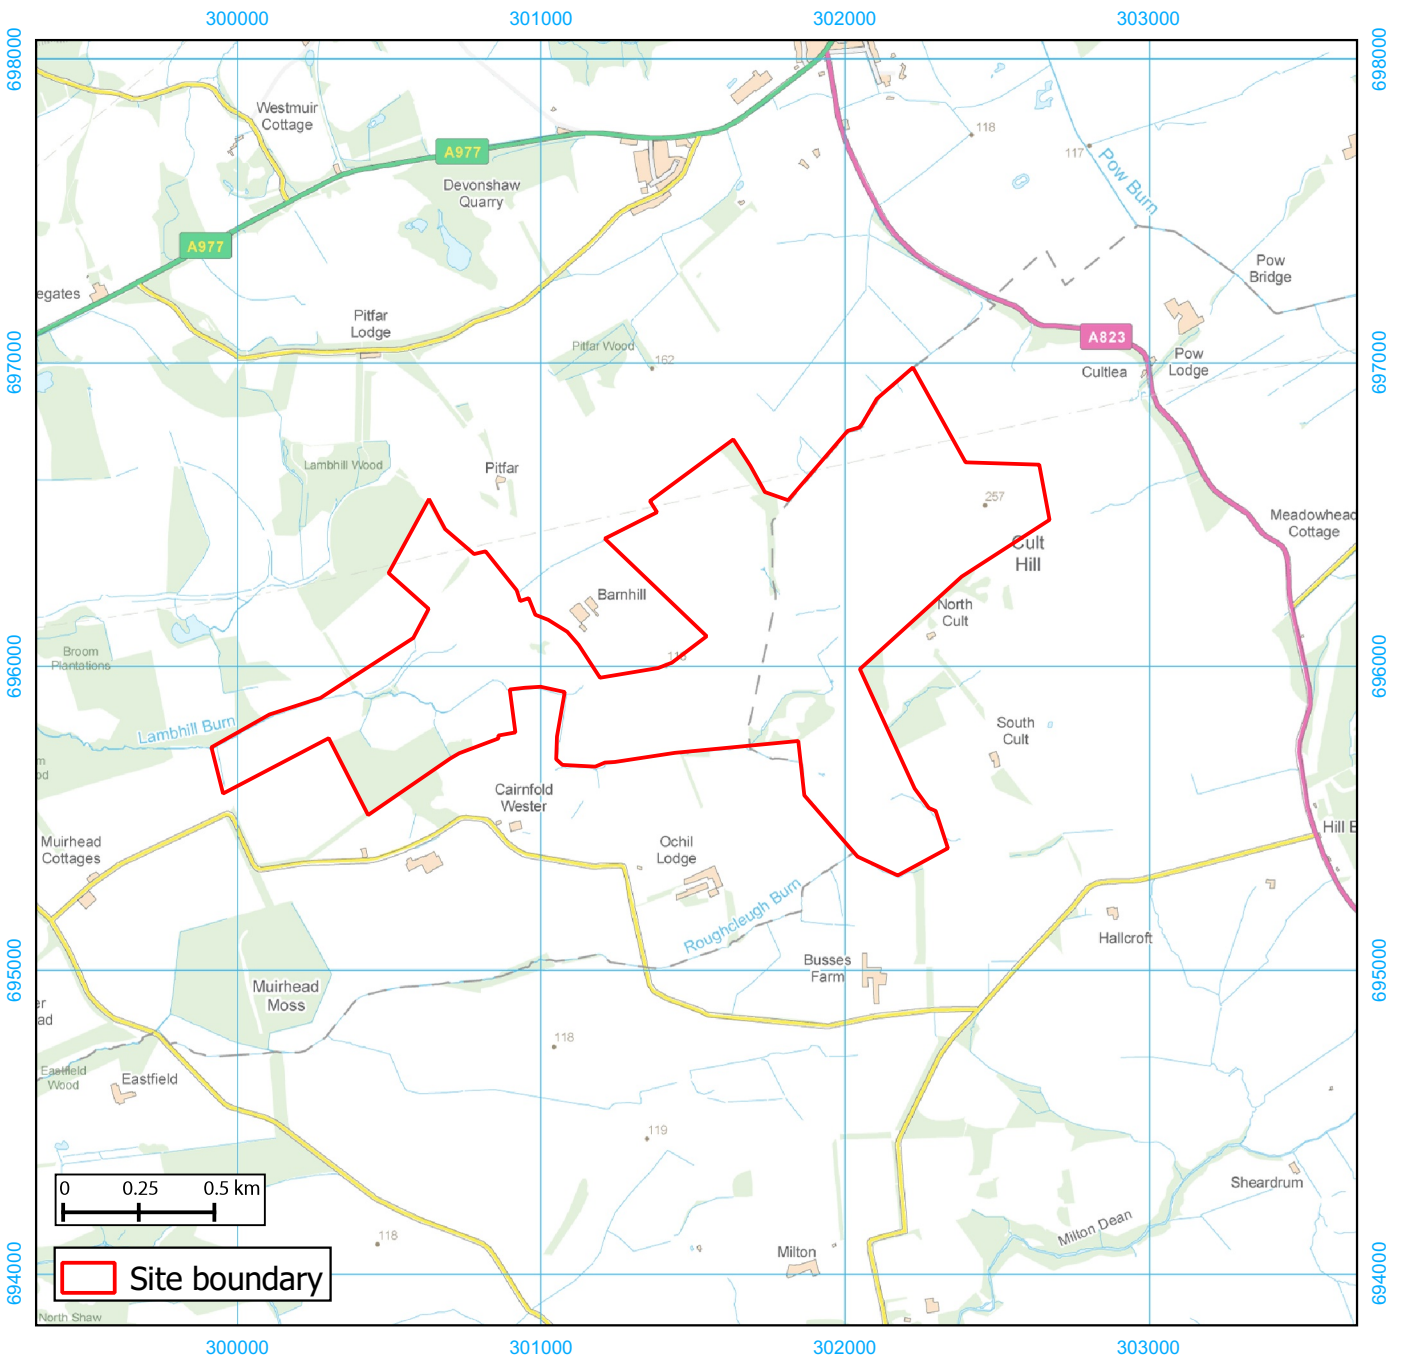 300000
301000
302000
303000
698000
698000
Westmuir
Cottage
118
117
A977
Pow Burn
Devonshaw
Quarry
A977
Pow
Bridge
egates
Pitfar
Lodge
A823
697000
697000
Pitfar Wood
162
Pow
Lodge
Cultlea
Lambhill Wood
Pitfar
257
Meadowhead
Cottage
Cult
Hill
Barnhill
North
Cult
696000
696000
Broom
Plantations
Lambhill Burn
South
Cult
m
od
Cairnfold
Wester
Hill E
Muirhead
Cottages
Ochil
Lodge
Roughcleugh Burn
Hallcroft
695000
695000
Busses
Farm
Muirhead
Moss
er
ad
118
Eastfield
Wood
Eastfield
119
0 0.25 0.5 km
Sheardrum
Milton Dean
118
Milton
694000
694000
Site boundary
North Shaw
300000
301000
302000
303000